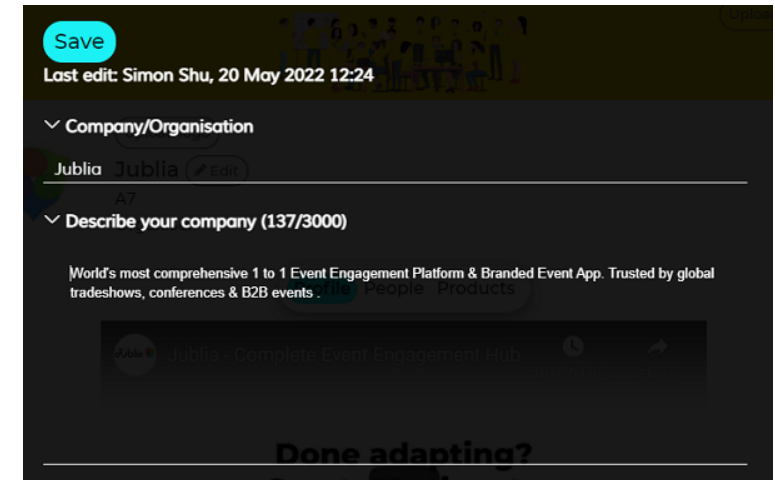 Upload
Save
Last edit: Simon Shu, 20 May 2022 12:24
Company/Organisation
Jublia
Jublia Edit
A7
Describe your company (137/3000)
World's most comprehensive 1 to 1 Event Engagement Platform & Branded Event App. Trusted by global
tradeshows, conferences & B2B events .
Profile People Products
Jublia - Complete Event Engagement Hub
Done adapting?